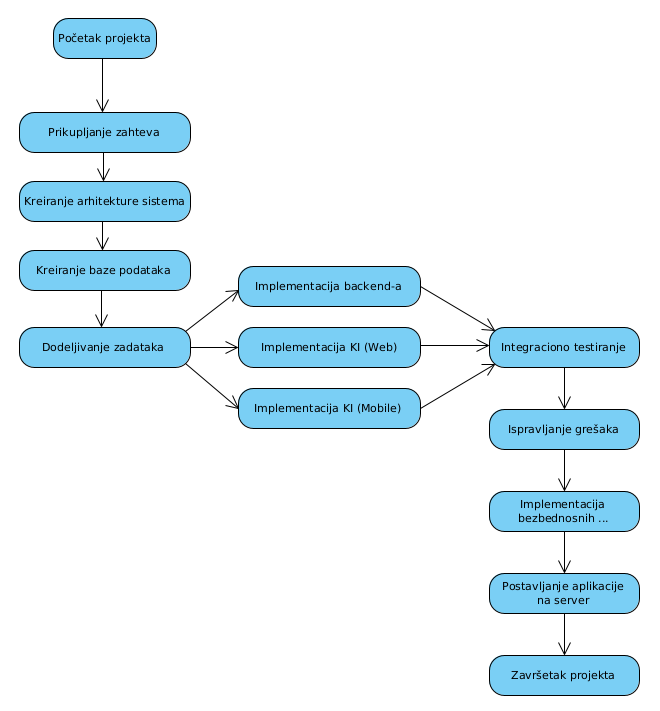 Početak projekta
Prikupljanje zahteva
Kreiranje arhitekture sistema
Kreiranje baze podataka
Dodeljivanje zadataka
Implementacija backend-a
Implementacija KI (Web)
Implementacija KI (Mobile)
Integraciono testiranje
Ispravljanje grešaka
Implementacija
bezbednosnih ...
Postavljanje aplikacije
na server
Završetak projekta